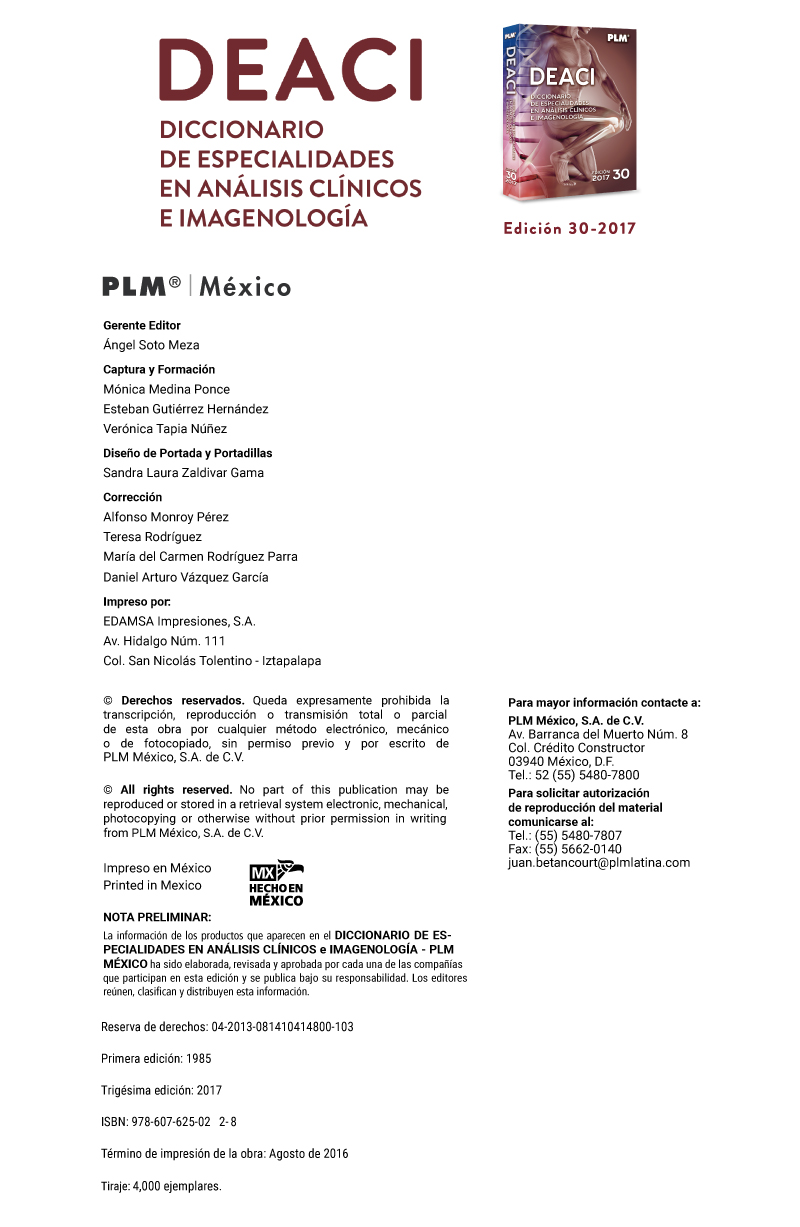 DEACI
DICCIONARIO
DE ESPECIALIDADES
EN ANÁLISIS CLÍNICOS
E IMAGENOLOGÍA
PLM®
DEACI
PLM®
DEACI
DICCIONARIO
DE ESPECIALIDADES
EN ANÁLISIS CLÍNICOS
E IMAGENOLOGÍA
30
EDICIÓN
2017 30
Edición 30-2017
PLM® | México
Gerente Editor
Ángel Soto Meza
Captura y Formación
Mónica Medina Ponce
Esteban Gutiérrez Hernández
Verónica Tapia Núñez
Diseño de Portada y Portadillas
Sandra Laura Zaldivar Gama
Corrección
Alfonso Monroy Pérez
Teresa Rodríguez
María del Carmen Rodríguez Parra
Daniel Arturo Vázquez García
Impreso por:
EDAMSA Impresiones, S.A.
Av. Hidalgo Núm. 111
Col. San Nicolás Tolentino - Iztapalapa
© Derechos reservados. Queda expresamente prohibida la
transcripción, reproducción o transmisión total o parcial
de esta obra por cualquier método electrónico, mecánico
o de fotocopiado, sin permiso previo y por escrito de
PLM México, S.A. de C.V.
© All rights reserved. No part of this publication may be
reproduced or stored in a retrieval system electronic, mechanical,
photocopying or otherwise without prior permission in writing
from PLM México, S.A. de C.V.
Para mayor información contacte a:
PLM México, S.A. de C.V.
Av. Barranca del Muerto Núm. 8
Col. Crédito Constructor
03940 México, D.F.
Tel.: 52 (55) 5480-7800
Para solicitar autorización
de reproducción del material
comunicarse al:
Tel.: (55) 5480-7807
Fax: (55) 5662-0140
juan.betancourt@plmlatina.com
Impreso en México
Printed in Mexico
MX
HECHO EN
MÉXICO
NOTA PRELIMINAR:
La información de los productos que aparecen en el DICCIONARIO DE ES-
PECIALIDADES EN ANÁLISIS CLÍNICOS e IMAGENOLOGÍA - PLM
MÉXICO ha sido elaborada, revisada y aprobada por cada una de las compañías
que participan en esta edición y se publica bajo su responsabilidad. Los editores
reúnen, clasifican y distribuyen esta información.
Reserva de derechos: 04-2013-081410414800-103
Primera edición: 1985
Trigésima edición: 2017
ISBN: 978-607-625-02 2-8
Término de impresión de la obra: Agosto de 2016
Tiraje: 4,000 ejemplares.